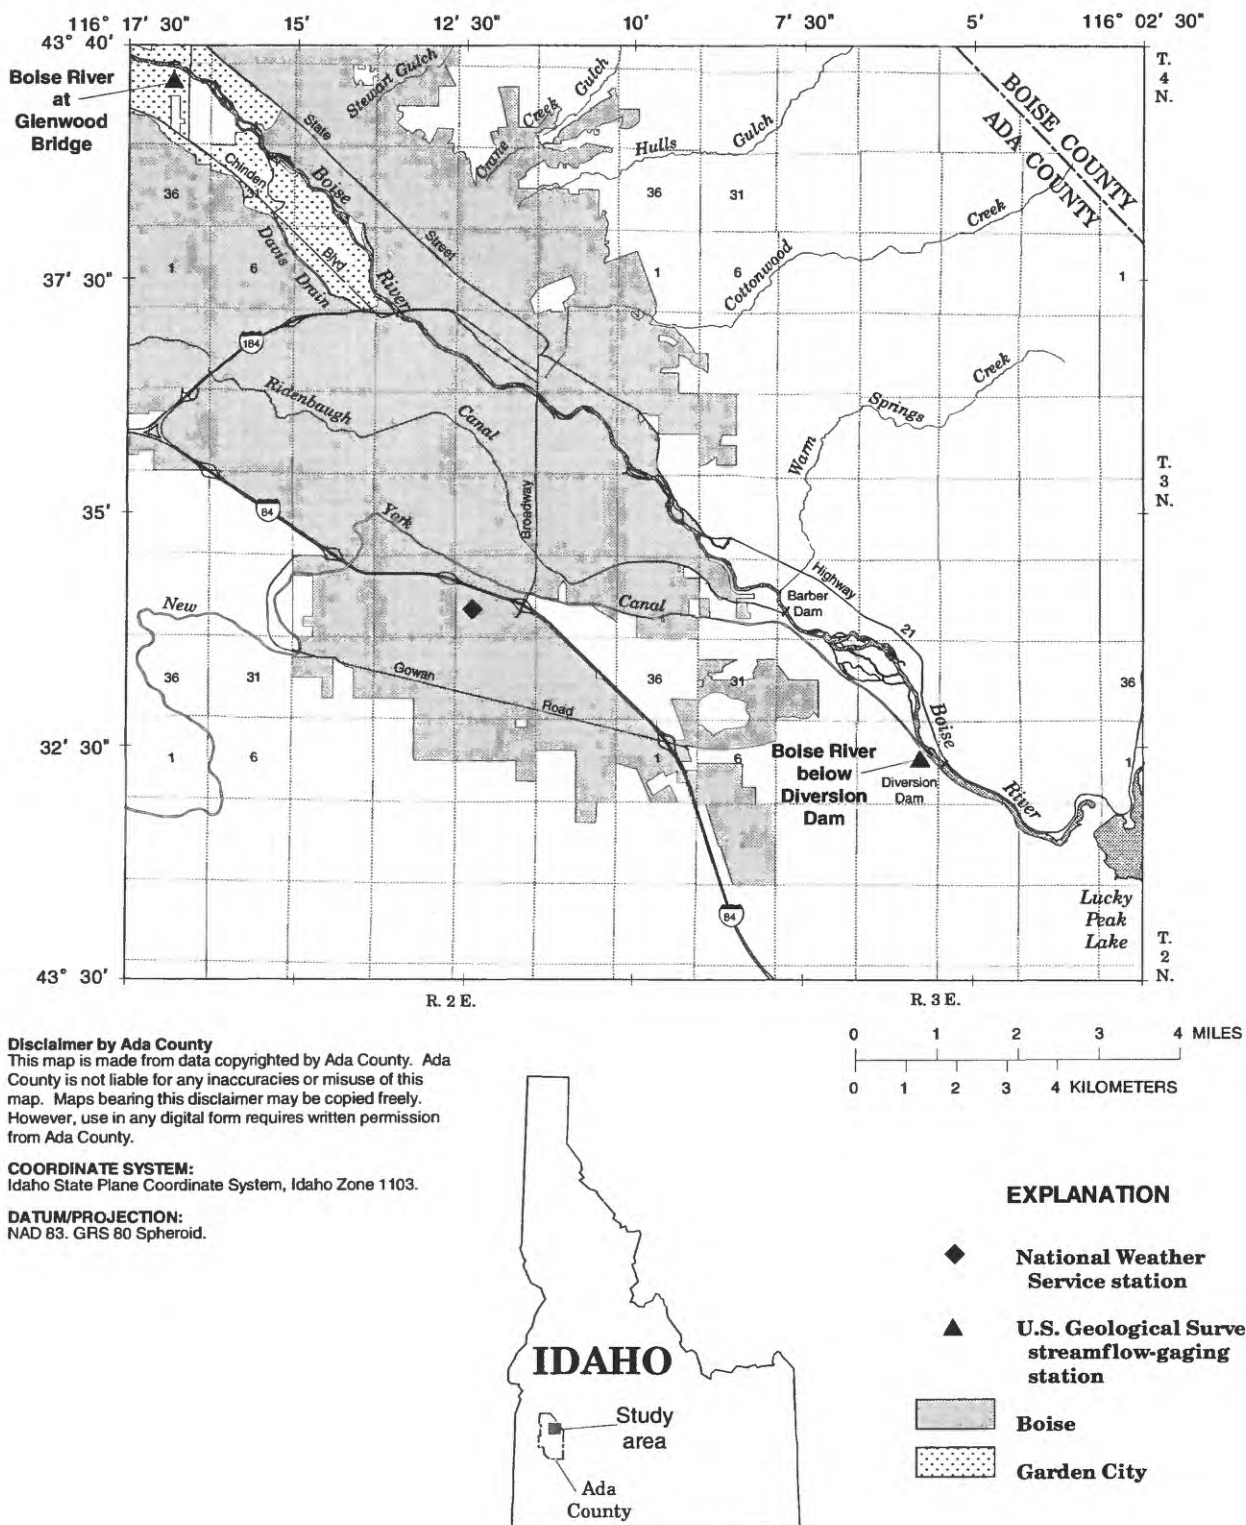 116° 17' 30" 15' 12' 30" 10' 7' 30" 5' 116° 02' 30"
43° 40'
Boise River
at
Glenwood
Bridge
Stewart Gulch
Crane Creek Gulch
Hulls Gulch
BOISE COUNTY
ADA COUNTY
T.
4
N.
State
Street
Chinden
Blvd
Boise
River
Davis
Drain
36 31 36 31
1 6 1 6 1
Cottonwood Creek
37' 30"
184
Ridenbaugh
Canal
Warm Springs Creek
T.
3
N.
35'
84
York
Broadway
Canal
Highway
21
Barber
Dam
New
Gowan
Road
36 31 36 31 36
1 6 1 6 1
32' 30"
Boise River
below
Diversion
Dam
Diversion
Dam
Boise
River
84
Lucky
Peak
Lake
T.
2
N.
43° 30'
R. 2 E. R. 3 E.
0 1 2 3 4 MILES
0 1 2 3 4 KILOMETERS
Disclaimer by Ada County
This map is made from data copyrighted by Ada County. Ada
County is not liable for any inaccuracies or misuse of this
map. Maps bearing this disclaimer may be copied freely.
However, use in any digital form requires written permission
from Ada County.
COORDINATE SYSTEM:
Idaho State Plane Coordinate System, Idaho Zone 1103.
DATUM/PROJECTION:
NAD 83. GRS 80 Spheroid.
IDAHO
Study
area
Ada
County
EXPLANATION
National Weather
Service station
U.S. Geological Surve
streamflow-gaging
station
Boise
Garden City